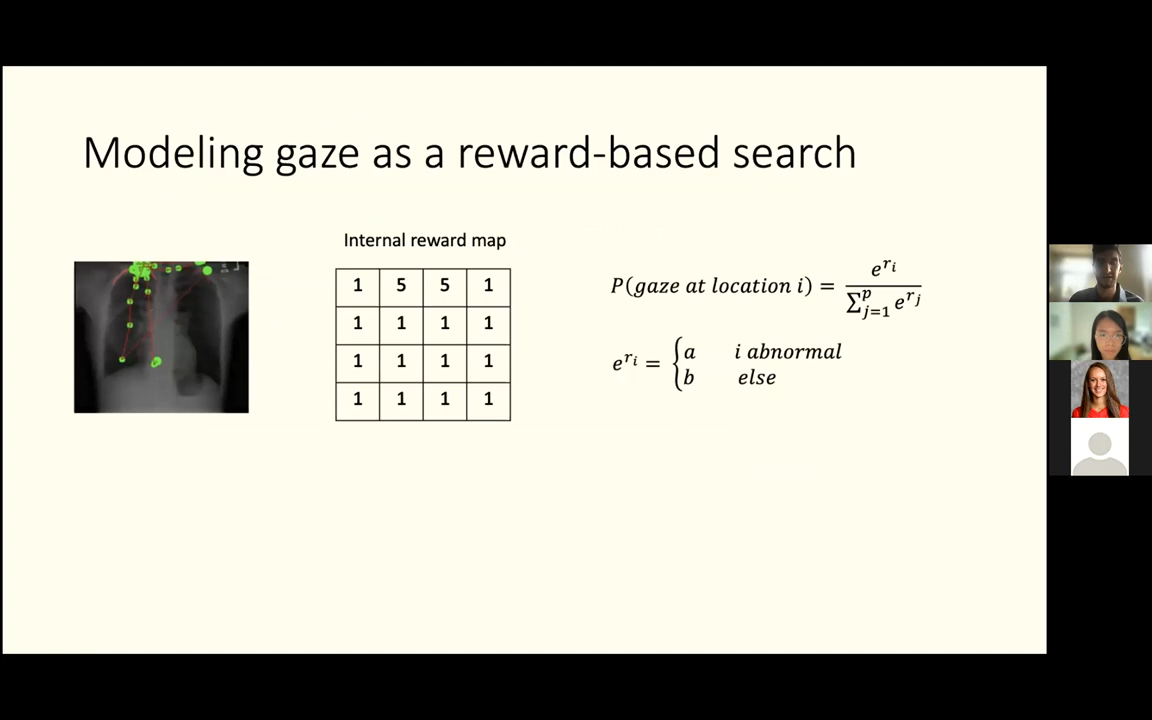 Modeling gaze as a reward-based search
Internal reward map
1 5 5 1
1 1 1 1
1 1 1 1
1 1 1 1
P(gaze at location i) = e^{r_i} / ∑_{j=1}^{p} e^{r_j}
e^{r_i} = { a i abnormal
b else